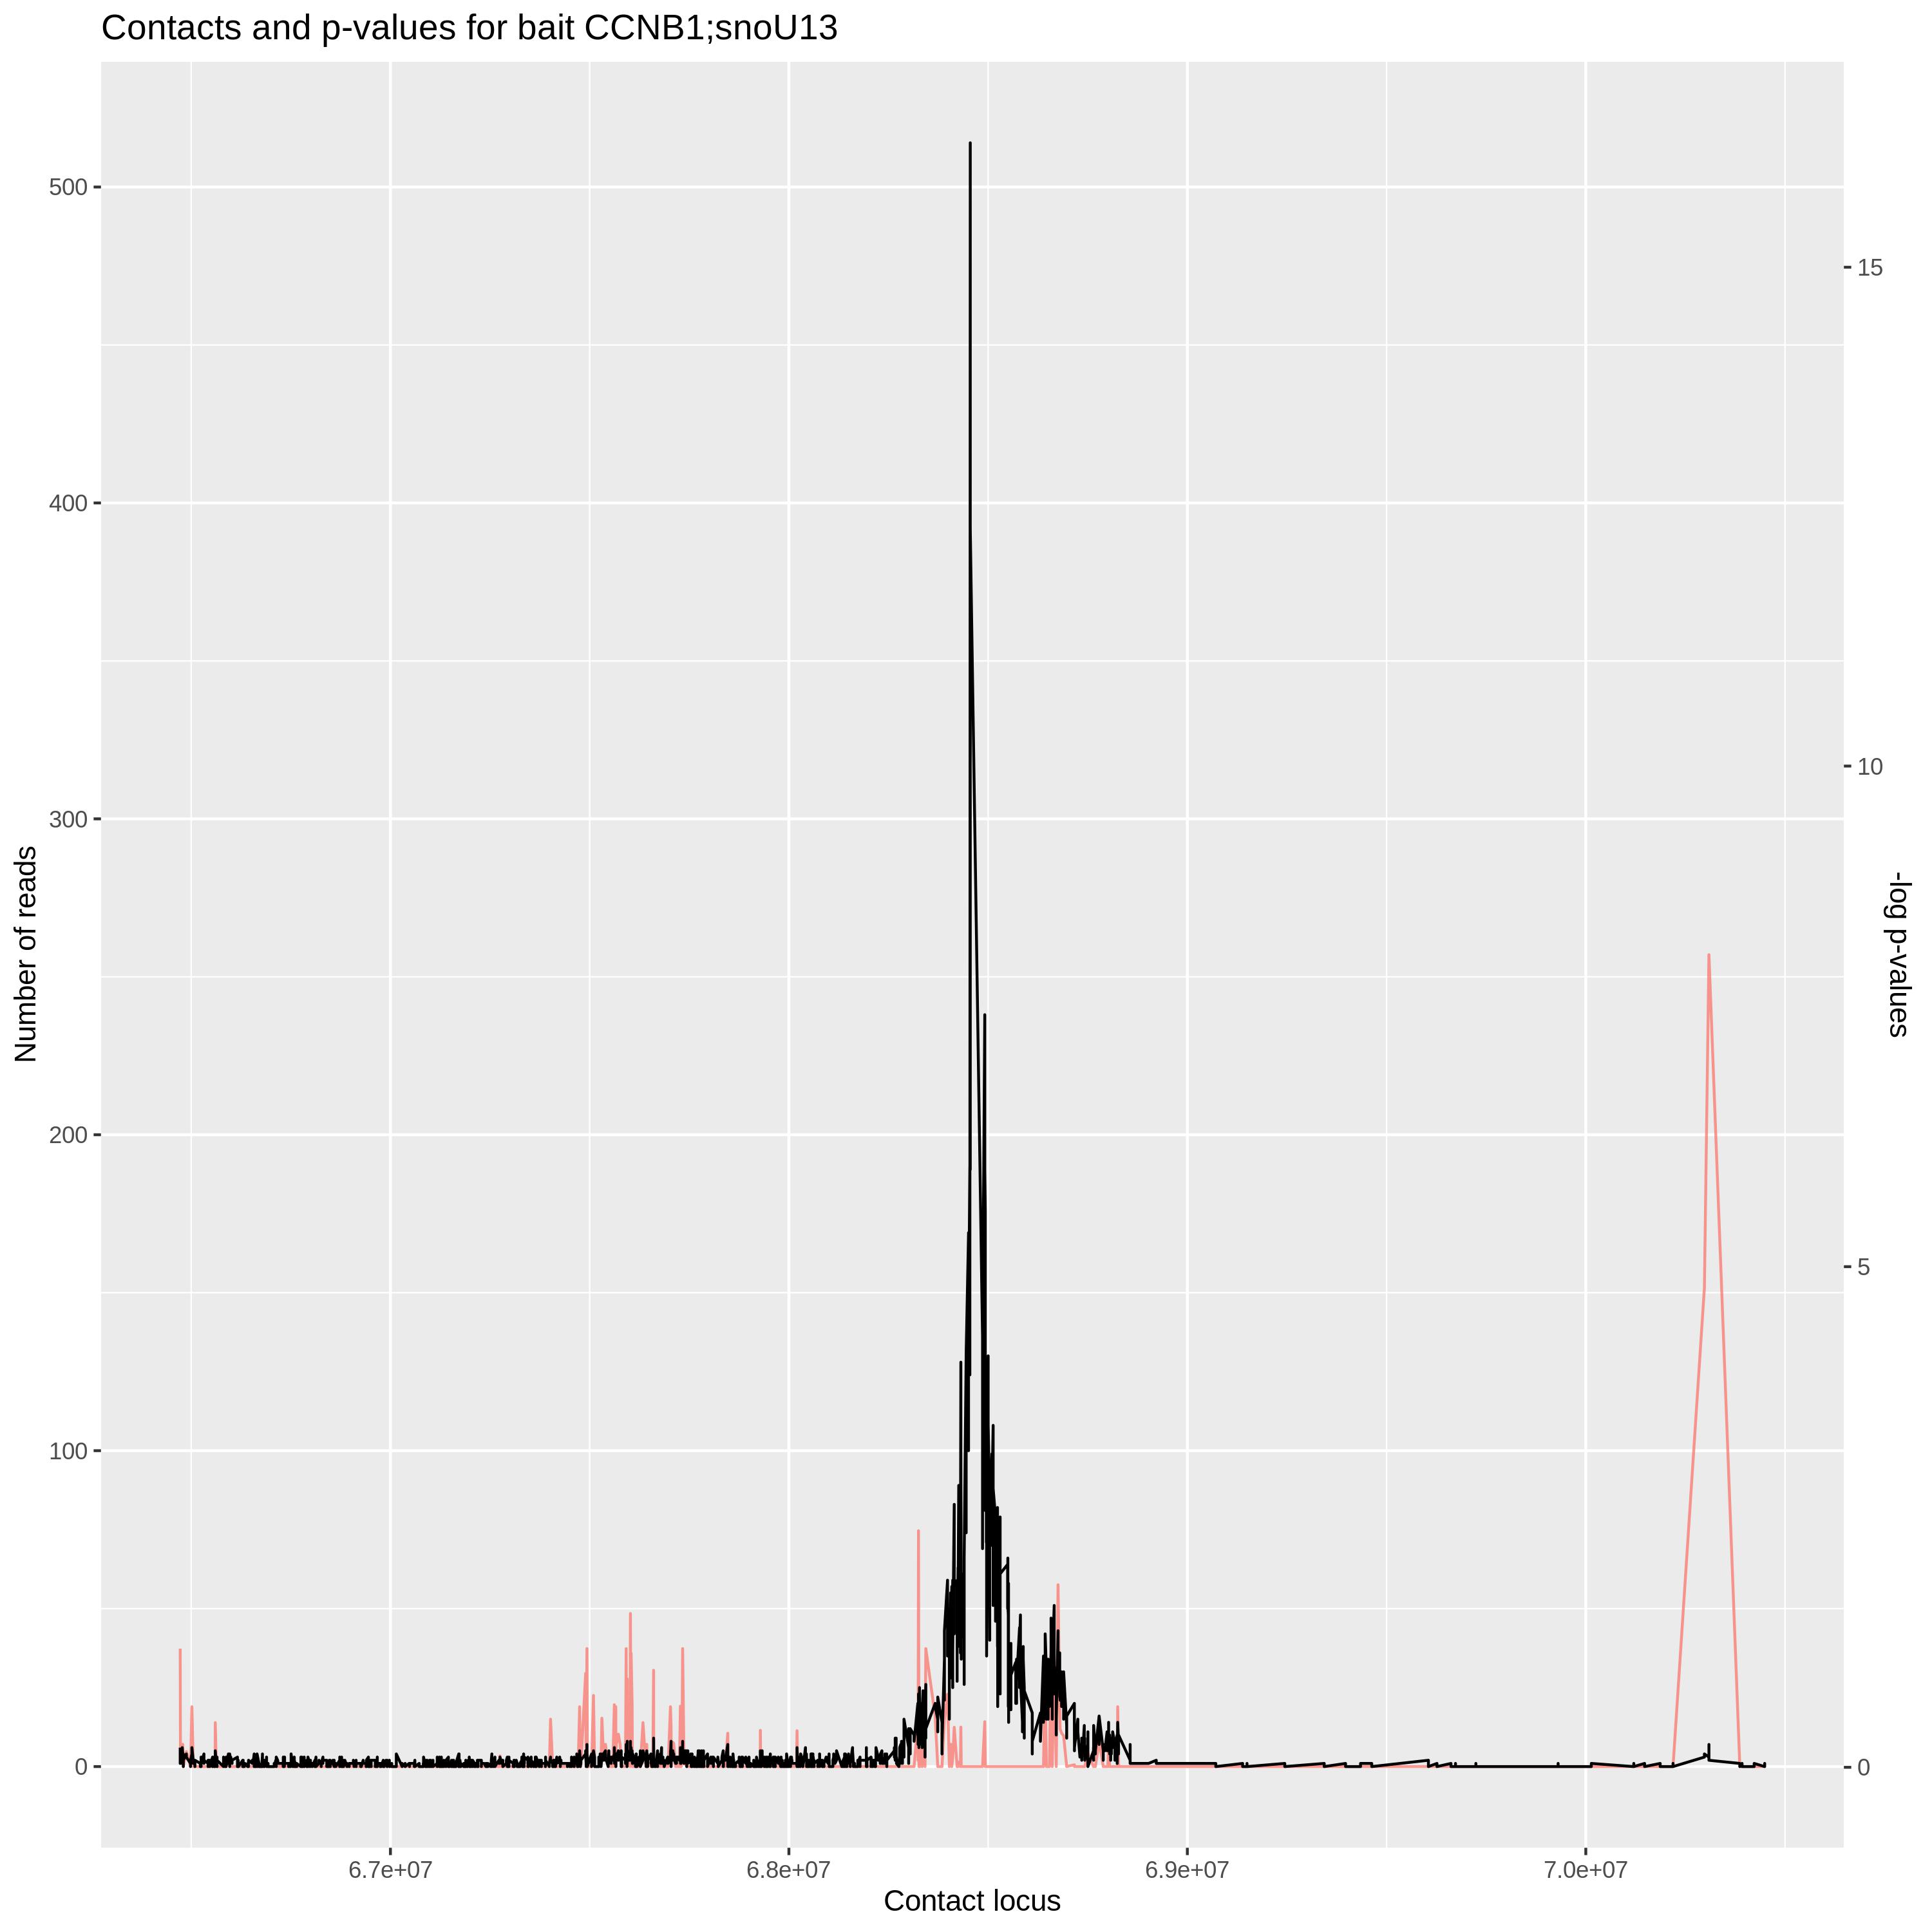 Contacts and p-values for bait CCNB1;snoU13
500
400
300
200
100
0
Number of reads
15
10
5
0
-log p-values
6.7e+07
6.8e+07
6.9e+07
7.0e+07
Contact locus